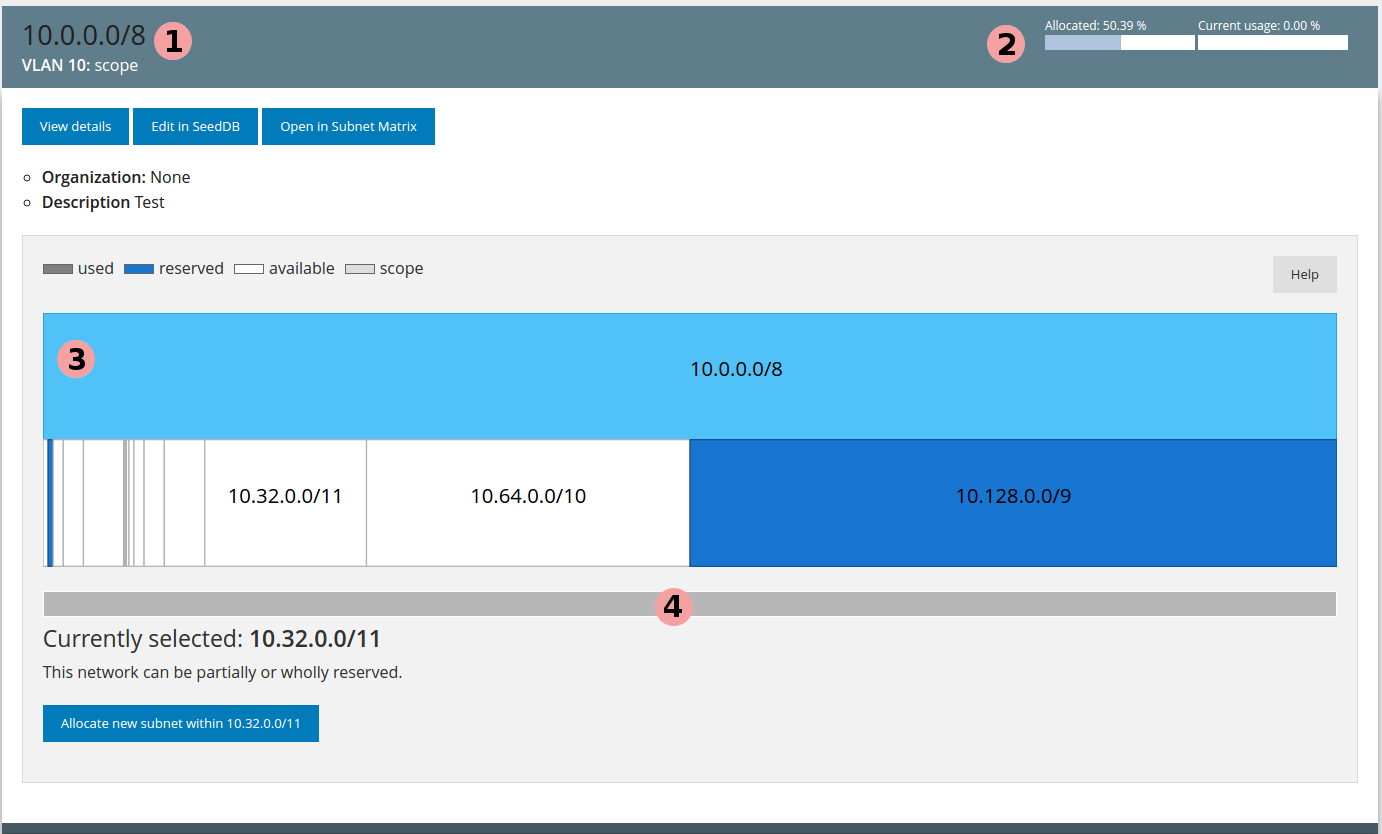 10.0.0.0/8 1
VLAN 10: scope
2 Allocated: 50.39 % Current usage: 0.00 %
View details Edit in SeedDB Open in Subnet Matrix
Organization: None
Description Test
used reserved available scope
Help
3
10.0.0.0/8
10.32.0.0/11 10.64.0.0/10 10.128.0.0/9
4
Currently selected: 10.32.0.0/11
This network can be partially or wholly reserved.
Allocate new subnet within 10.32.0.0/11